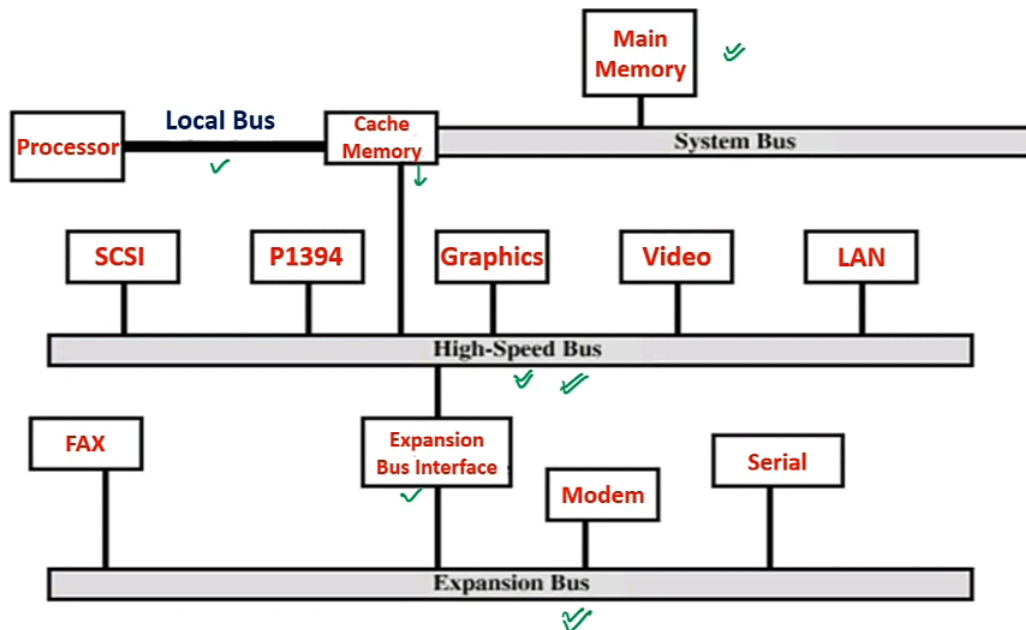 Main
Memory
Local Bus
Processor
Cache
Memory
System Bus
SCSI
P1394
Graphics
Video
LAN
High-Speed Bus
FAX
Expansion
Bus Interface
Modem
Serial
Expansion Bus